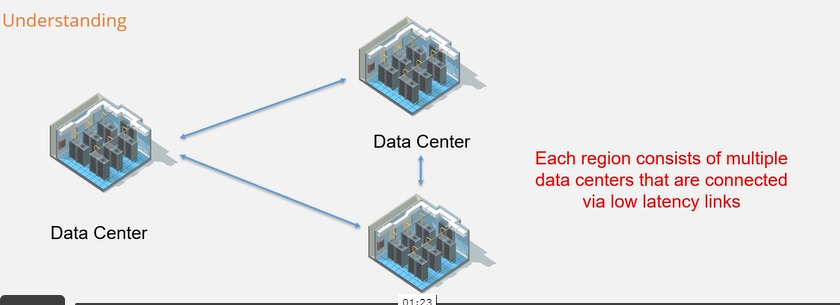 Understanding
Data Center
Each region consists of multiple
data centers that are connected
via low latency links
Data Center
01:23